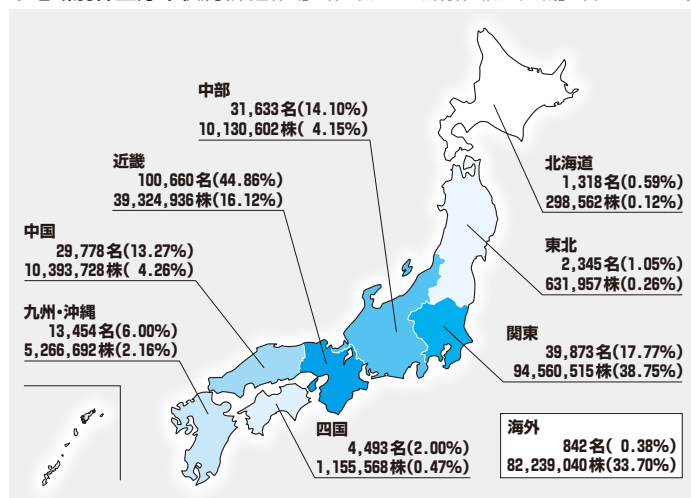 中部
31,633名(14.10%)
10,130,602株( 4.15%)
近畿
100,660名(44.86%)
39,324,936株(16.12%)
中国
29,778名(13.27%)
10,393,728株( 4.26%)
九州・沖縄
13,454名(6.00%)
5,266,692株(2.16%)
北海道
1,318名(0.59%)
298,562株(0.12%)
東北
2,345名(1.05%)
631,957株(0.26%)
関東
39,873名(17.77%)
94,560,515株(38.75%)
四国
4,493名(2.00%)
1,155,568株(0.47%)
海外
842名( 0.38%)
82,239,040株(33.70%)